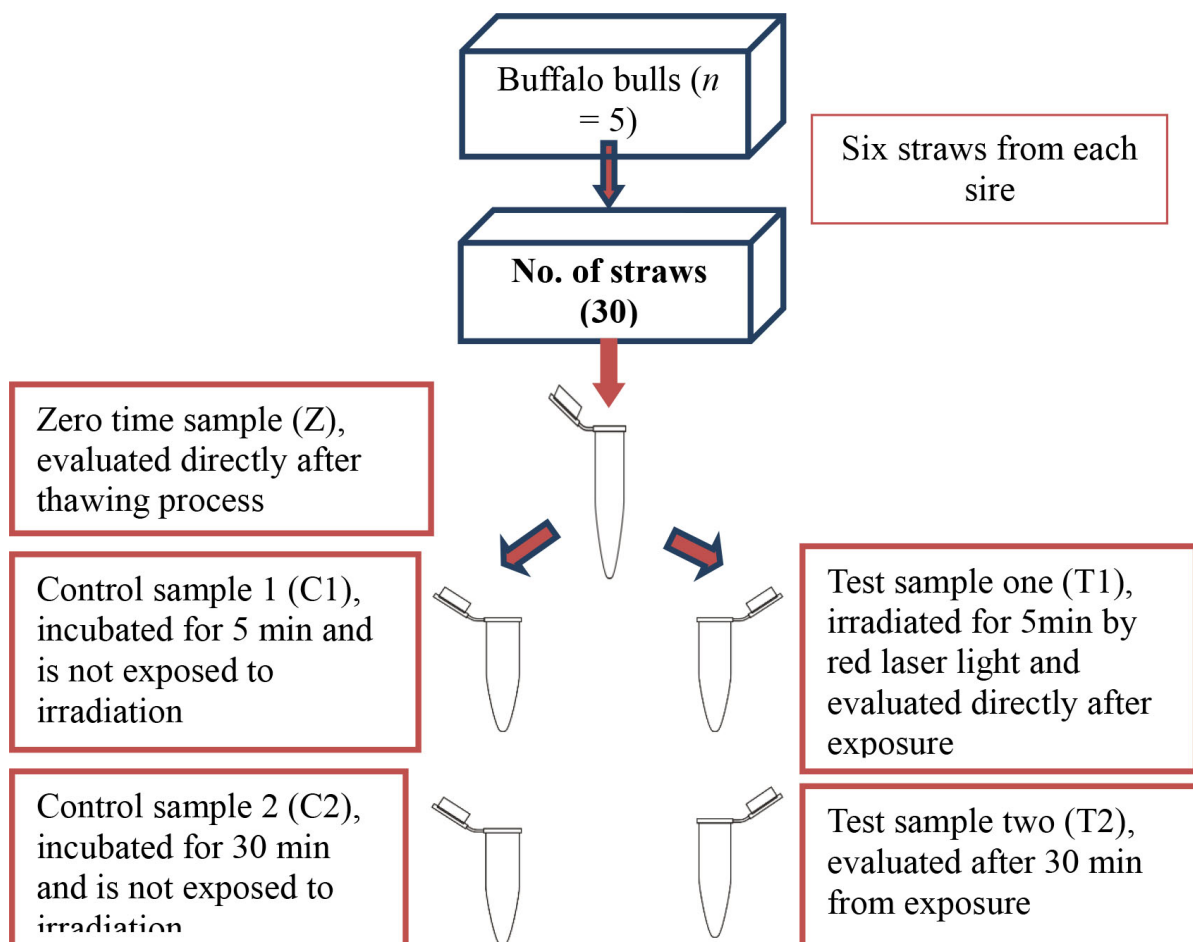 Buffalo bulls (n
= 5)
Six straws from each
sire
No. of straws
(30)
Zero time sample (Z),
evaluated directly after
thawing process
Control sample 1 (C1),
incubated for 5 min and
is not exposed to
irradiation
Test sample one (T1),
irradiated for 5min by
red laser light and
evaluated directly after
exposure
Control sample 2 (C2),
incubated for 30 min
and is not exposed to
irradiation
Test sample two (T2),
evaluated after 30 min
from exposure